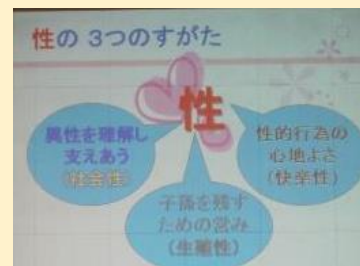 性の 3つのすがた
性
異性を理解し
支えあう
(社会性)
性的行為の
心地よさ
(快楽性)
子孫を残す
ための営み
(生殖性)